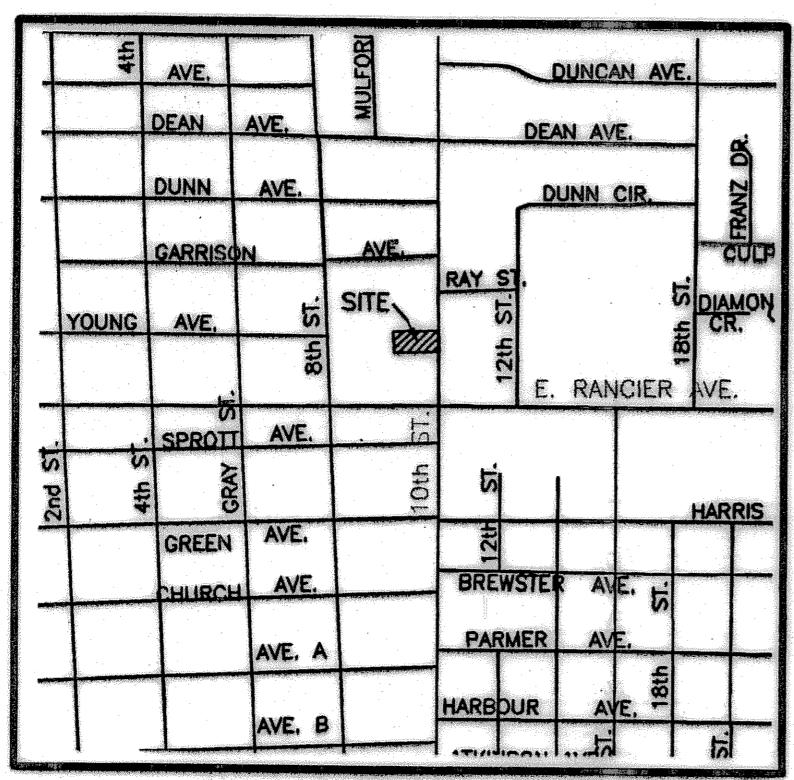 4th
AVE.
MULFORD
DUNCAN AVE.
DEAN AVE.
DEAN AVE.
FRANZ DR.
DUNN AVE.
DUNN CIR.
GARRISON AVE.
CULP
RAY ST.
SITE
DIAMON
CR.
YOUNG AVE.
8th ST.
12th ST.
18th ST.
E. RANCIER AVE.
SPROTT AVE.
2nd ST.
4th ST.
GRAY ST.
10th ST.
12th ST.
HARRIS
GREEN AVE.
CHURCH AVE.
BREWSTER AVE.
18th ST.
PARMER AVE.
AVE. A
HARBOUR AVE.
AVE. B
ST.
ST.